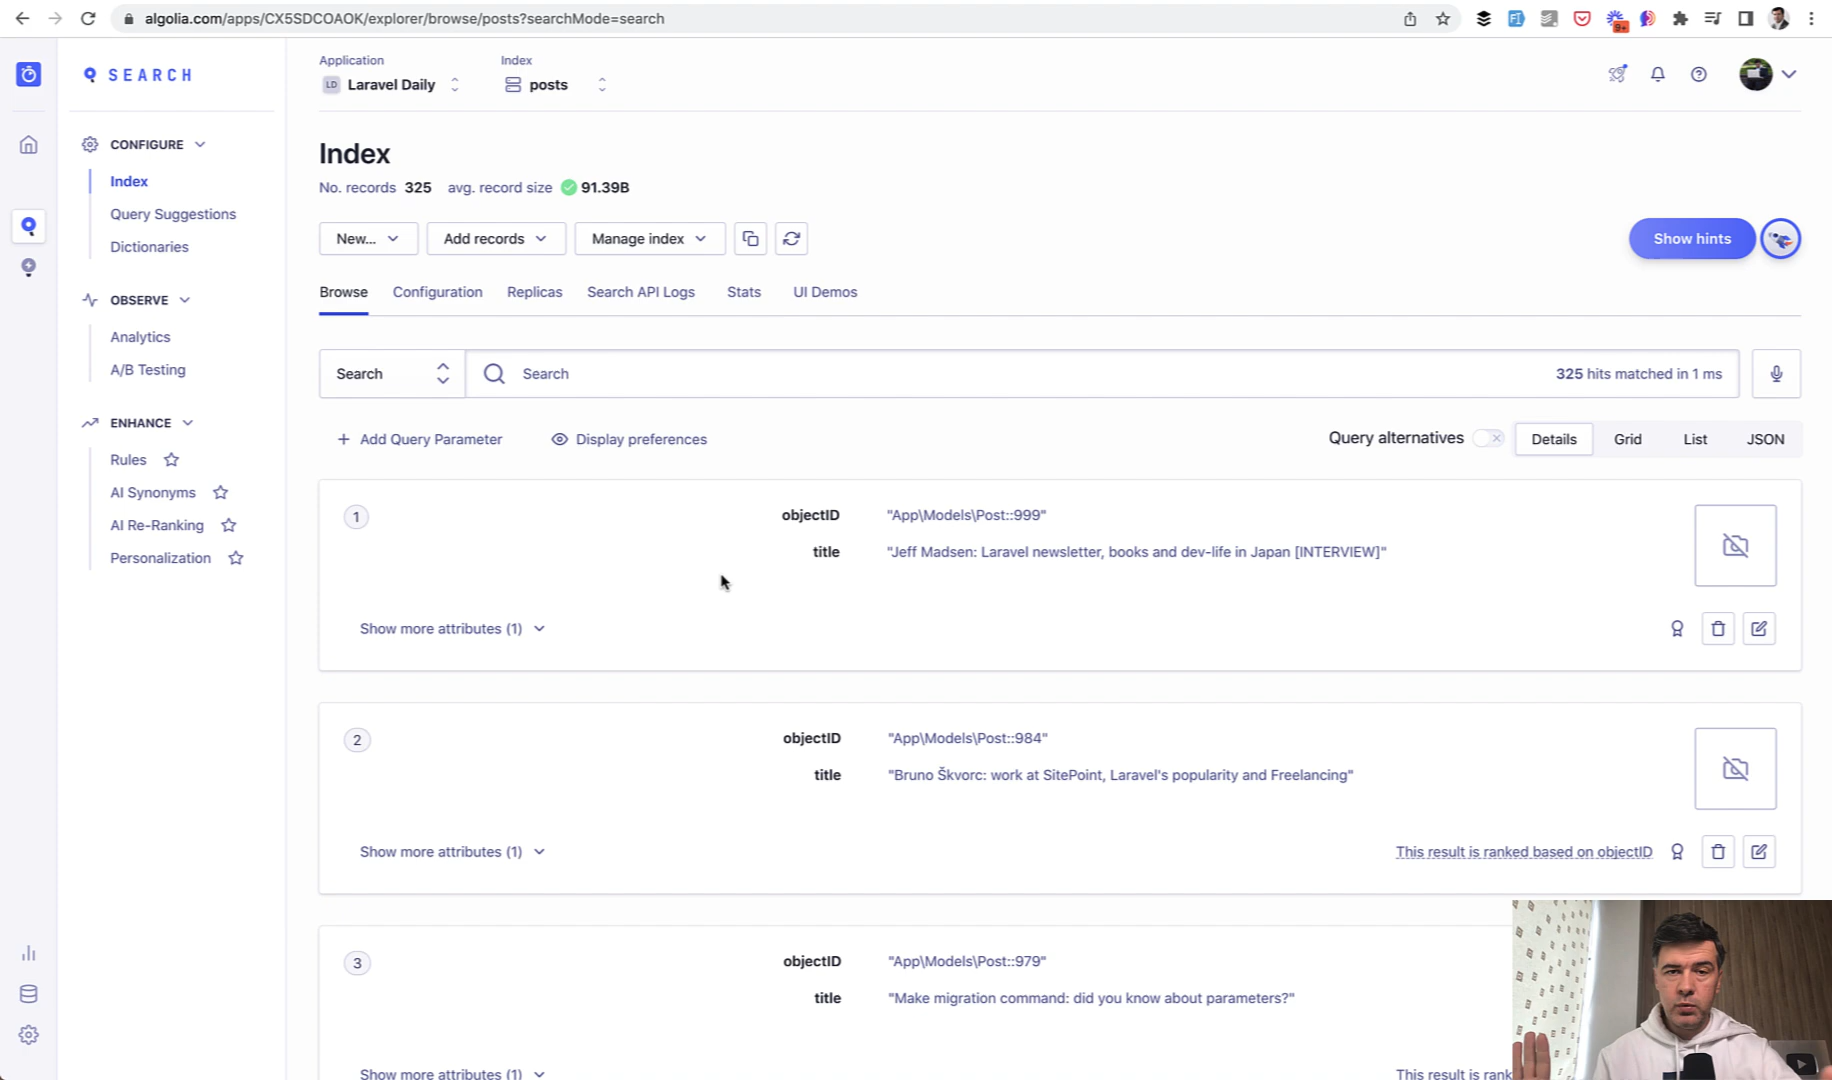 algolia.com/apps/CX5SDCOAOK/explorer/browse/posts?searchMode=search
9+
SEARCH
Application
LD Laravel Daily
Index
posts
CONFIGURE
Index
Query Suggestions
Dictionaries
OBSERVE
Analytics
A/B Testing
ENHANCE
Rules
AI Synonyms
AI Re-Ranking
Personalization
Index
No. records 325 avg. record size 91.39B
New... Add records Manage index
Show hints
Browse Configuration Replicas Search API Logs Stats UI Demos
Search Search 325 hits matched in 1 ms
+ Add Query Parameter Display preferences Query alternatives Details Grid List JSON
1 objectID "App\Models\Post::999"
title "Jeff Madsen: Laravel newsletter, books and dev-life in Japan [INTERVIEW]"
Show more attributes (1)
2 objectID "App\Models\Post::984"
title "Bruno Škvorc: work at SitePoint, Laravel's popularity and Freelancing"
Show more attributes (1) This result is ranked based on objectID
3 objectID "App\Models\Post::979"
title "Make migration command: did you know about parameters?"
Show more attributes (1) This result is rank